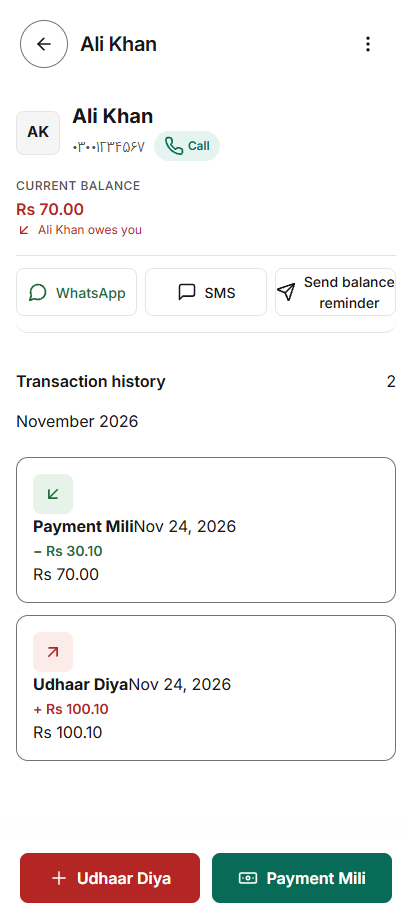 Ali Khan
AK
Ali Khan
۰۳۰۰۱۲۳۴۵۶۷
Call
CURRENT BALANCE
Rs 70.00
Ali Khan owes you
WhatsApp
SMS
Send balance
reminder
Transaction history 2
November 2026
Payment MiliNov 24, 2026
− Rs 30.10
Rs 70.00
Udhaar DiyaNov 24, 2026
+ Rs 100.10
Rs 100.10
Udhaar Diya
Payment Mili